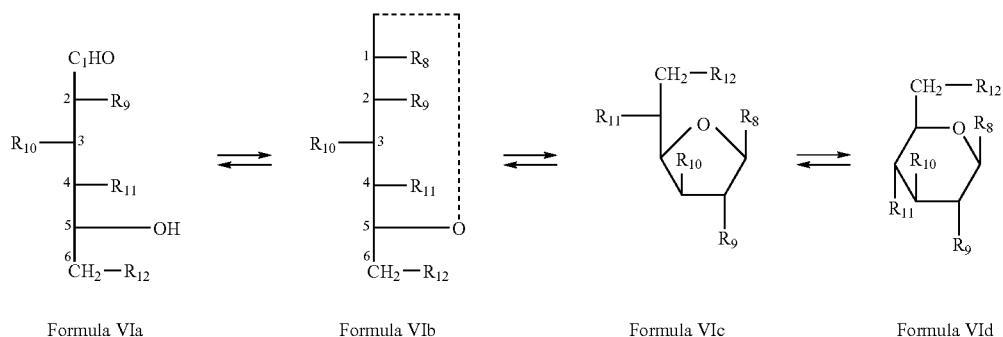 C₁HO
2
R₉
R₁₀
3
4
R₁₁
5
OH
6
CH₂
R₁₂
Formula VIa
1
R₈
2
R₉
R₁₀
3
4
R₁₁
5
O
6
CH₂
R₁₂
Formula VIb
CH₂
R₁₂
R₁₁
O
R₈
R₁₀
R₉
Formula VIc
CH₂
R₁₂
O
R₈
R₁₀
R₁₁
R₉
Formula VId